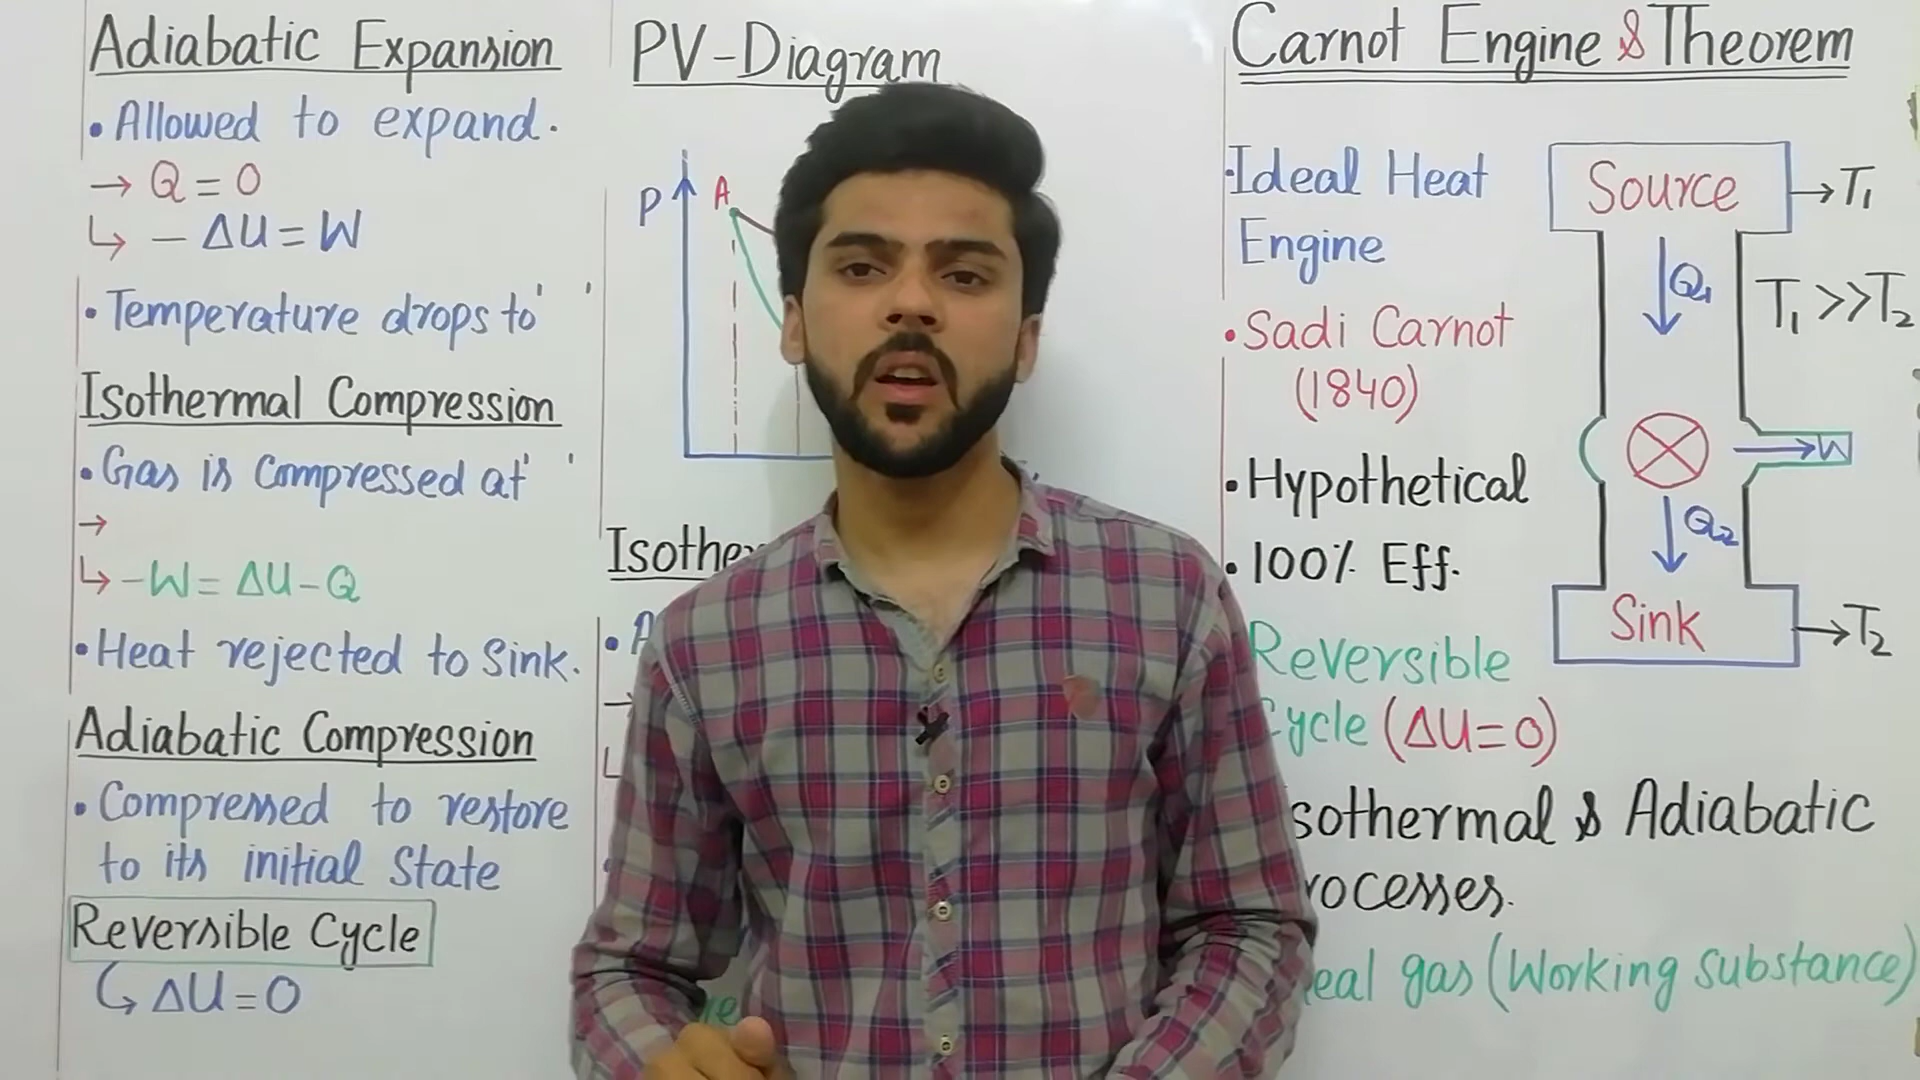 Adiabatic Expansion
• Allowed to expand.
→ Q = 0
↳ - ΔU = W
• Temperature drops to ' '
Isothermal Compression
• Gas is compressed at ' '
→
↳ -W = ΔU - Q
• Heat rejected to Sink.
Adiabatic Compression
• Compressed to restore
to its initial State
Reversible Cycle
↳ ΔU = 0
PV-Diagram
P
A
Carnot Engine & Theorem
• Ideal Heat
Engine
• Sadi Carnot
(1840)
• Hypothetical
• 100% Eff.
Reversible
Cycle (ΔU=0)
sothermal & Adiabatic
rocesses.
eal gas (Working substance)
Source
→ T₁
Q₁
T₁ >> T₂
→ W
Q₂
Sink
→ T₂